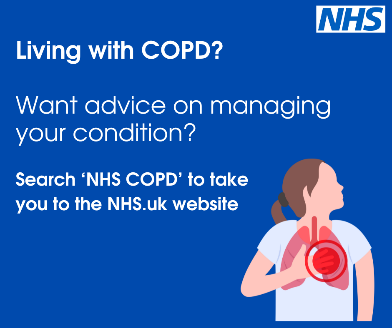 NHS
Living with COPD?
Want advice on managing
your condition?
Search ‘NHS COPD’ to take
you to the NHS.uk website